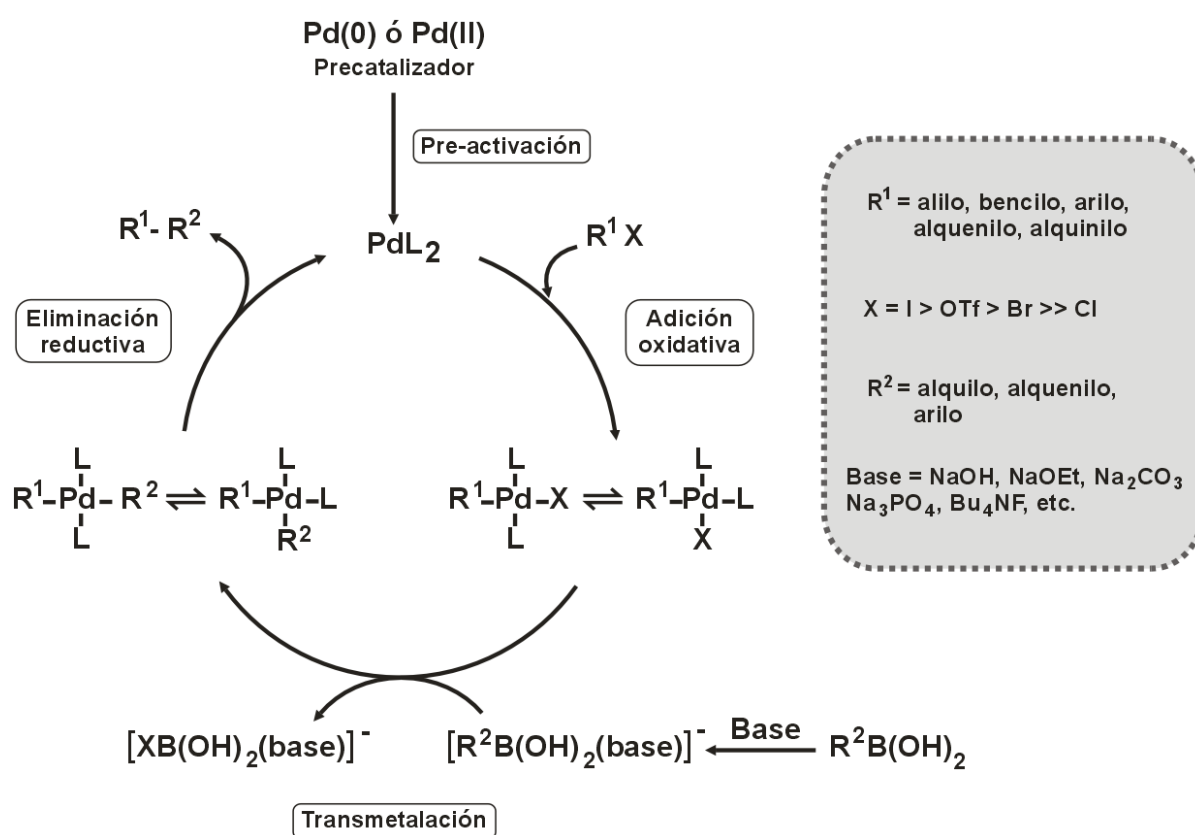 Pd(0) ó Pd(II)
Precatalizador
Pre-activación
R¹- R²
PdL₂
R¹ X
Eliminación
reductiva
Adición
oxidativa
L
R¹-Pd-R²
L
⇌
L
R¹-Pd-L
R²
L
R¹-Pd-X
L
⇌
L
R¹-Pd-L
X
[XB(OH)₂(base)]⁻
[R²B(OH)₂(base)]⁻
Base
R²B(OH)₂
Transmetalación
R¹ = alilo, bencilo, arilo,
alquenilo, alquinilo
X = I > OTf > Br >> Cl
R² = alquilo, alquenilo,
arilo
Base = NaOH, NaOEt, Na₂CO₃
Na₃PO₄, Bu₄NF, etc.